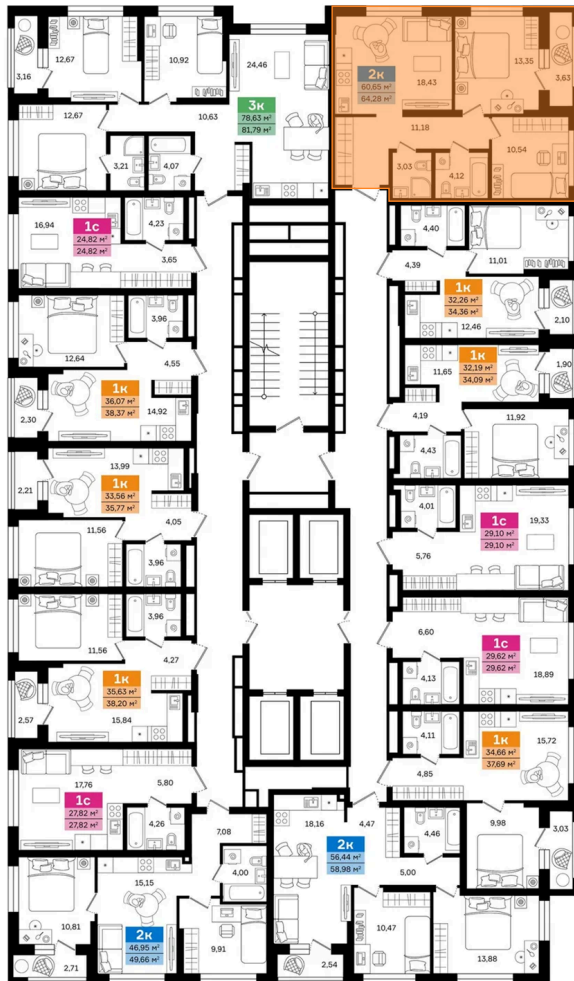 3,16
12,67
10,92
24,46
3к
78,63 м²
81,79 м²
12,67
10,63
3,21
4,07
2к
60,65 м²
64,28 м²
18,43
13,35
3,63
11,18
10,54
3,03
4,12
16,94
1с
24,82 м²
24,82 м²
4,23
3,65
4,40
11,01
4,39
1к
32,26 м²
34,36 м²
2,10
12,46
3,96
12,64
4,55
1к
36,07 м²
38,37 м²
14,92
2,30
1к
32,19 м²
34,09 м²
11,65
1,90
4,19
11,92
4,43
13,99
1к
33,56 м²
35,77 м²
2,21
4,05
11,56
3,96
4,01
1с
29,10 м²
29,10 м²
19,33
5,76
3,96
11,56
4,27
1к
35,63 м²
38,20 м²
2,57
15,84
6,60
1с
29,62 м²
29,62 м²
4,13
18,89
4,11
1к
34,66 м²
37,69 м²
15,72
4,85
17,76
5,80
1с
27,82 м²
27,82 м²
4,26
7,08
4,00
15,15
10,81
2к
46,95 м²
49,66 м²
9,91
2,71
18,16
4,47
2к
56,44 м²
58,98 м²
4,46
9,98
3,03
5,00
10,47
2,54
13,88